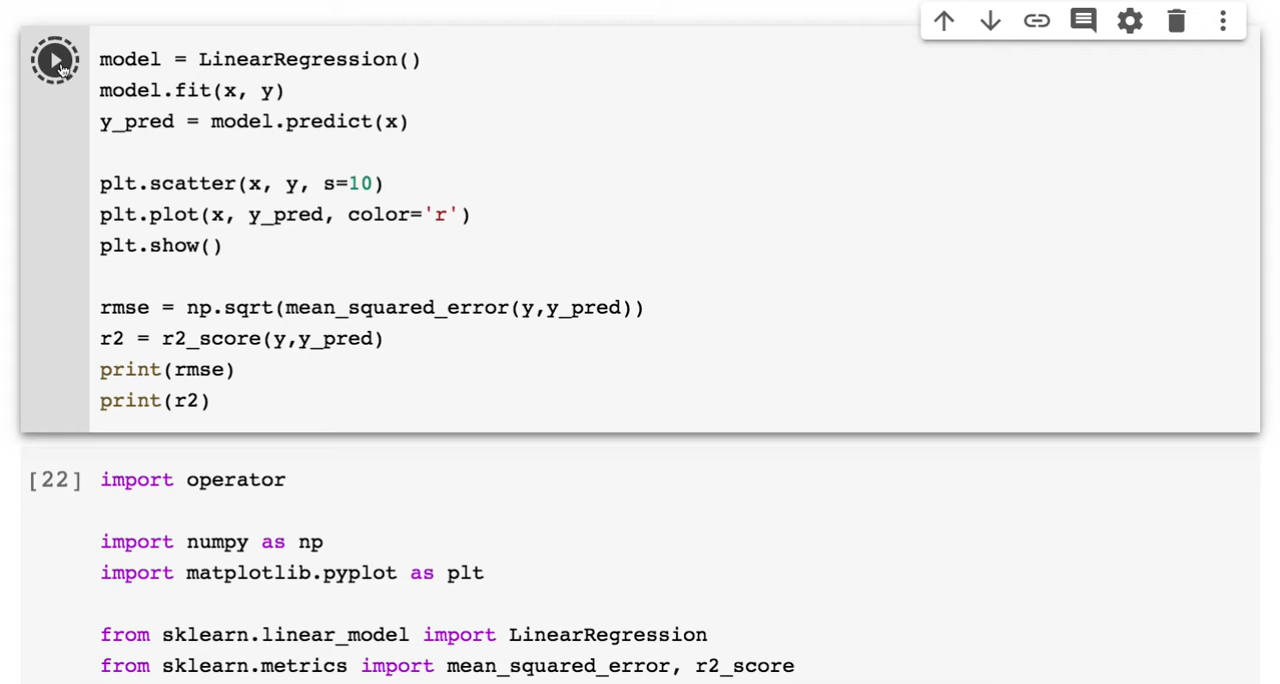 model = LinearRegression()
model.fit(x, y)
y_pred = model.predict(x)
plt.scatter(x, y, s=10)
plt.plot(x, y_pred, color='r')
plt.show()
rmse = np.sqrt(mean_squared_error(y,y_pred))
r2 = r2_score(y,y_pred)
print(rmse)
print(r2)
[22] import operator
import numpy as np
import matplotlib.pyplot as plt
from sklearn.linear_model import LinearRegression
from sklearn.metrics import mean_squared_error, r2_score